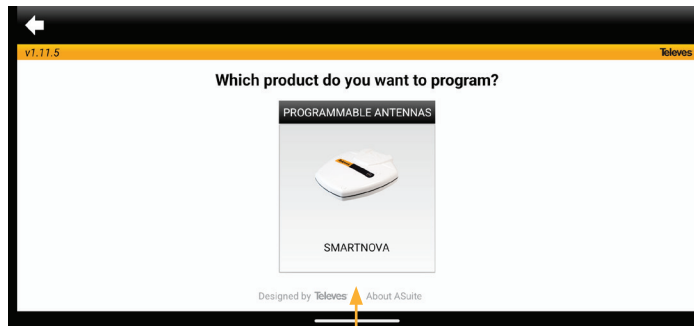 v1.11.5 Televes
Which product do you want to program?
PROGRAMMABLE ANTENNAS
Televes
SMARTNOVA
Designed by Televes About ASuite